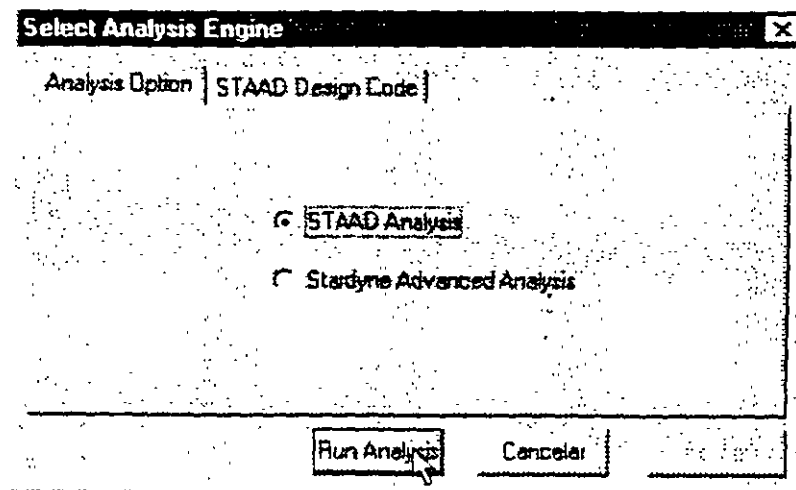 Select Analysis Engine
Analysis Option STAAD Design Code
STAAD Analysis
Stardyne Advanced Analysis
Run Analysis Cancelar